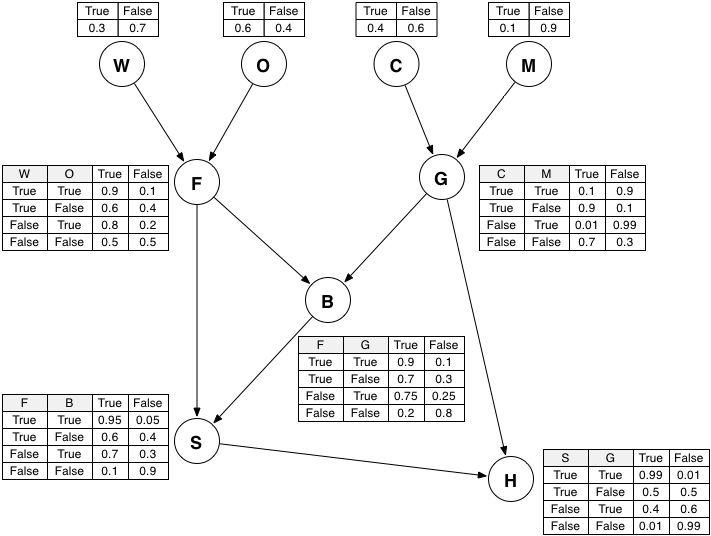 True False
0.3 0.7
True False
0.6 0.4
True False
0.4 0.6
True False
0.1 0.9
W
O
C
M
F
G
W O True False
True True 0.9 0.1
True False 0.6 0.4
False True 0.8 0.2
False False 0.5 0.5
C M True False
True True 0.1 0.9
True False 0.9 0.1
False True 0.01 0.99
False False 0.7 0.3
B
F G True False
True True 0.9 0.1
True False 0.7 0.3
False True 0.75 0.25
False False 0.2 0.8
F B True False
True True 0.95 0.05
True False 0.6 0.4
False True 0.7 0.3
False False 0.1 0.9
S
H
S G True False
True True 0.99 0.01
True False 0.5 0.5
False True 0.4 0.6
False False 0.01 0.99